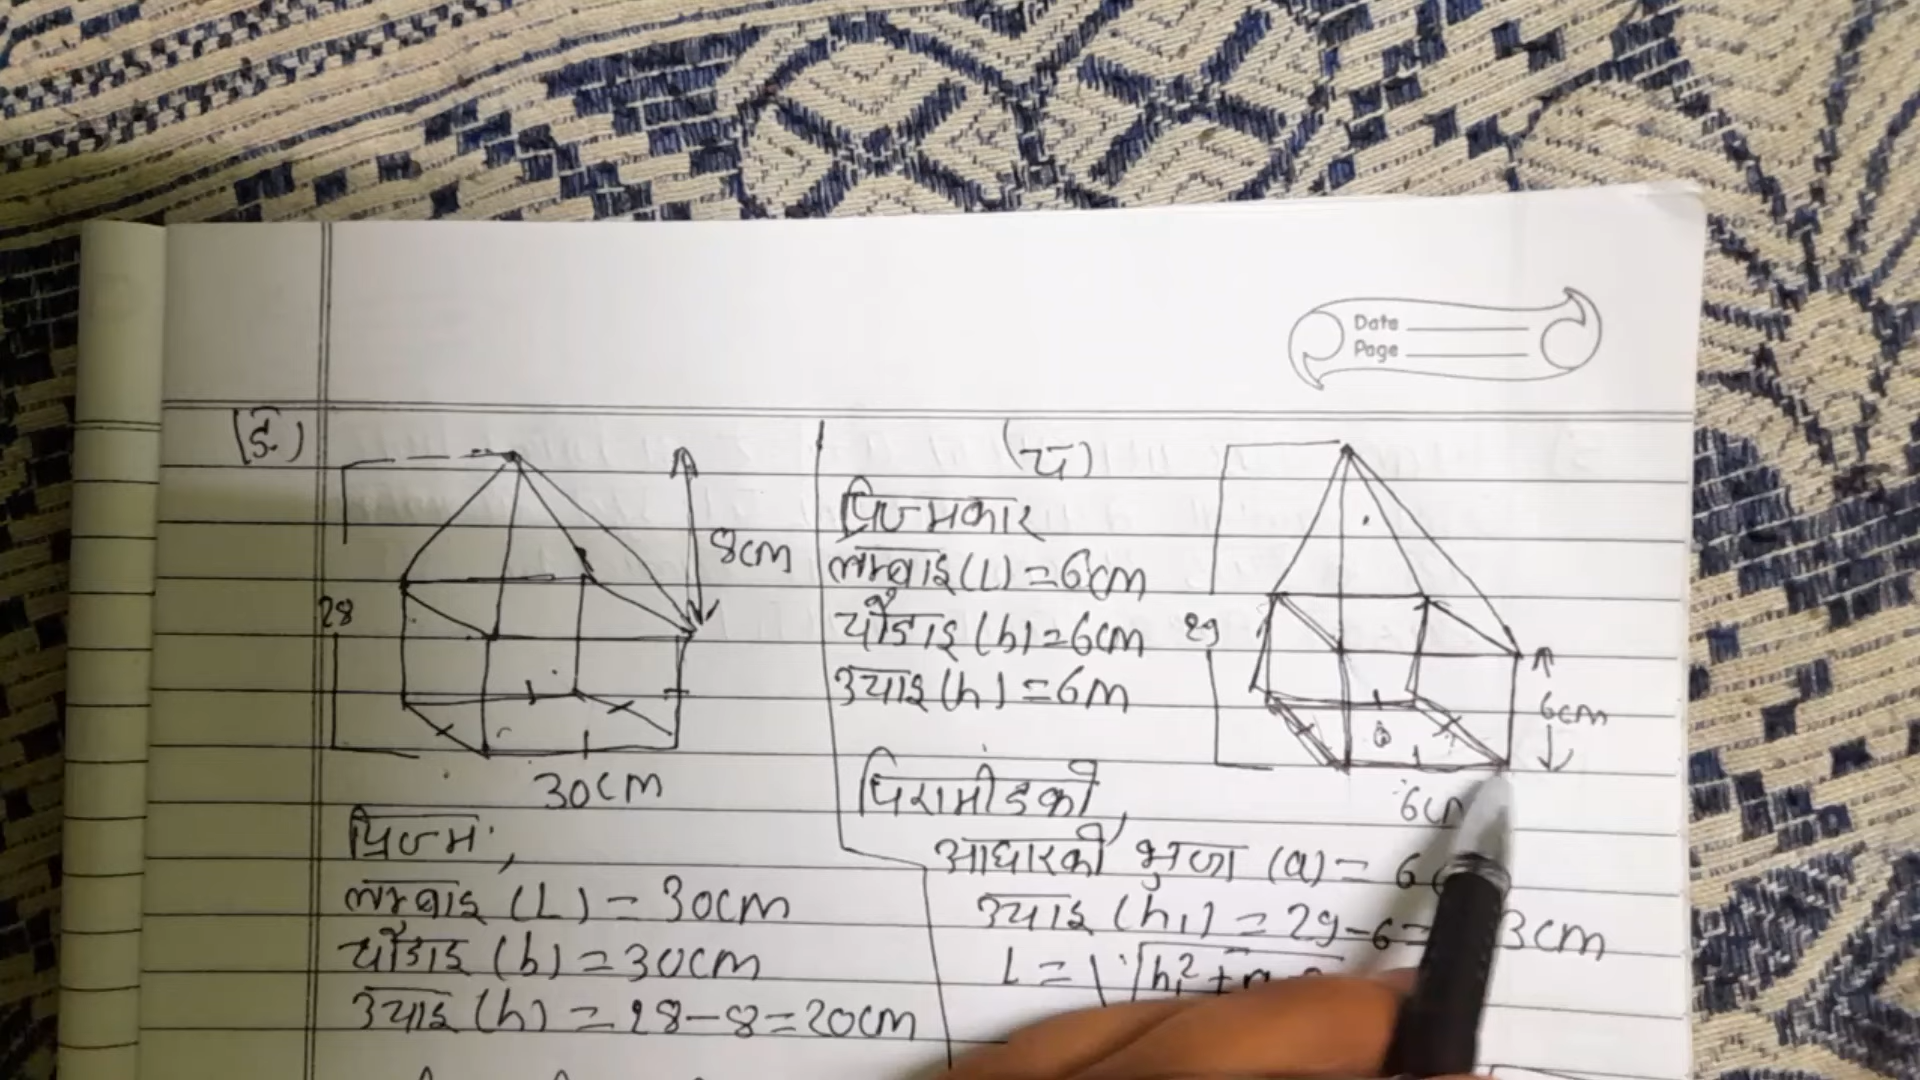 Date
Page
(ङ)
8cm
28
30cm
प्रिज्म,
लम्बाइ (L) = 30cm
चौडाइ (b) = 30cm
उचाइ (h) = 28-8=20cm
(च)
प्रिज्मकार
लम्बाइ (L) = 6cm
चौडाइ (b) = 6cm
उचाइ (h) = 6m
29
6cm
पिरामीडको,
आधारको भुजा (a) = 6
उचाइ (h₁) = 29-6= 3cm